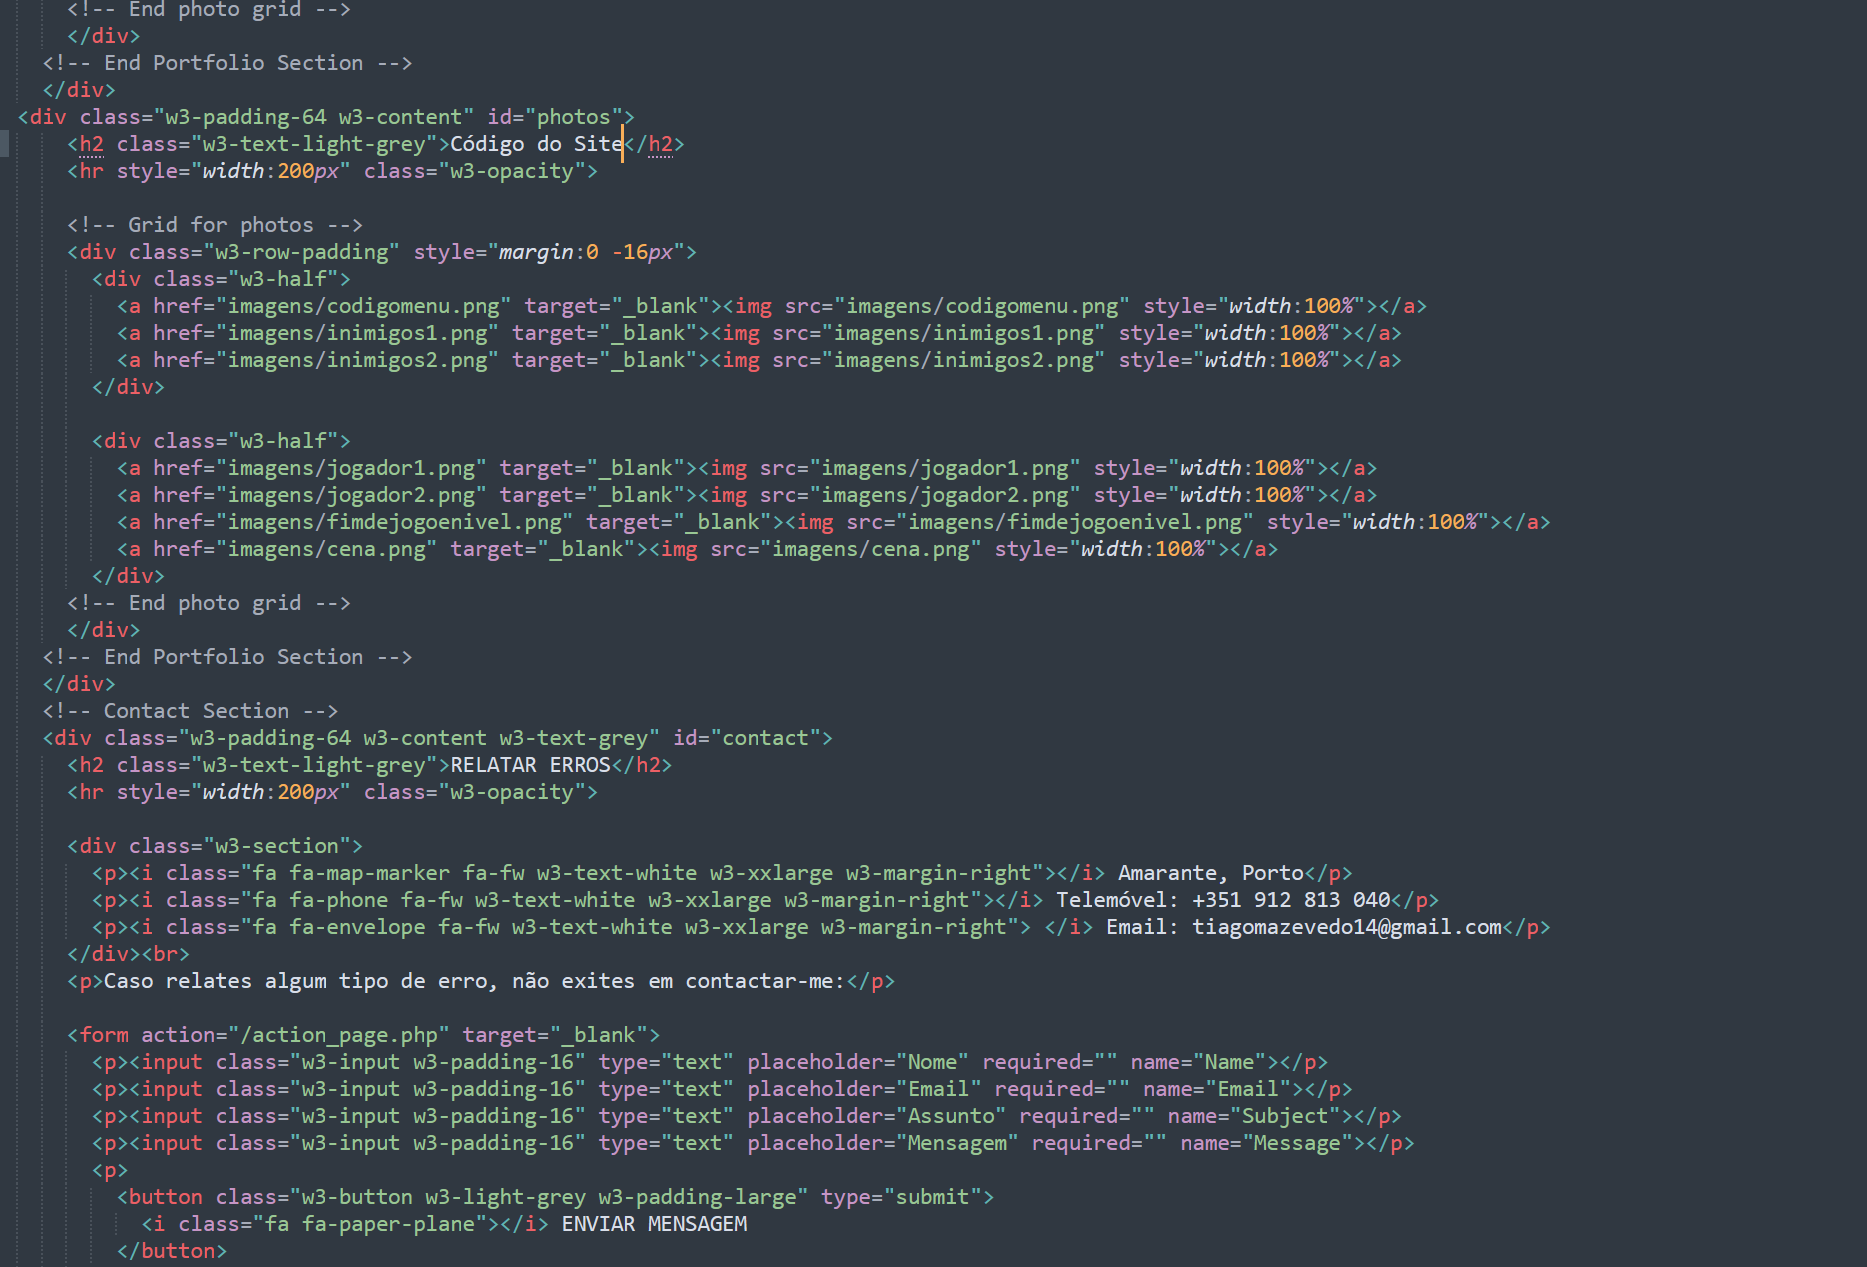 <!-- End photo grid -->
</div>
<!-- End Portfolio Section -->
</div>
<div class="w3-padding-64 w3-content" id="photos">
<h2 class="w3-text-light-grey">Código do Site</h2>
<hr style="width:200px" class="w3-opacity">
<!-- Grid for photos -->
<div class="w3-row-padding" style="margin:0 -16px">
<div class="w3-half">
<a href="imagens/codigomenu.png" target="_blank"><img src="imagens/codigomenu.png" style="width:100%"></a>
<a href="imagens/inimigos1.png" target="_blank"><img src="imagens/inimigos1.png" style="width:100%"></a>
<a href="imagens/inimigos2.png" target="_blank"><img src="imagens/inimigos2.png" style="width:100%"></a>
</div>
<div class="w3-half">
<a href="imagens/jogador1.png" target="_blank"><img src="imagens/jogador1.png" style="width:100%"></a>
<a href="imagens/jogador2.png" target="_blank"><img src="imagens/jogador2.png" style="width:100%"></a>
<a href="imagens/fimdejogoenivel.png" target="_blank"><img src="imagens/fimdejogoenivel.png" style="width:100%"></a>
<a href="imagens/cena.png" target="_blank"><img src="imagens/cena.png" style="width:100%"></a>
</div>
<!-- End photo grid -->
</div>
<!-- End Portfolio Section -->
</div>
<!-- Contact Section -->
<div class="w3-padding-64 w3-content w3-text-grey" id="contact">
<h2 class="w3-text-light-grey">RELATAR ERROS</h2>
<hr style="width:200px" class="w3-opacity">
<div class="w3-section">
<p><i class="fa fa-map-marker fa-fw w3-text-white w3-xxlarge w3-margin-right"></i> Amarante, Porto</p>
<p><i class="fa fa-phone fa-fw w3-text-white w3-xxlarge w3-margin-right"></i> Telemóvel: +351 912 813 040</p>
<p><i class="fa fa-envelope fa-fw w3-text-white w3-xxlarge w3-margin-right"> </i> Email: tiagomazevedo14@gmail.com</p>
</div><br>
<p>Caso relates algum tipo de erro, não exites em contactar-me:</p>
<form action="/action_page.php" target="_blank">
<p><input class="w3-input w3-padding-16" type="text" placeholder="Nome" required="" name="Name"></p>
<p><input class="w3-input w3-padding-16" type="text" placeholder="Email" required="" name="Email"></p>
<p><input class="w3-input w3-padding-16" type="text" placeholder="Assunto" required="" name="Subject"></p>
<p><input class="w3-input w3-padding-16" type="text" placeholder="Mensagem" required="" name="Message"></p>
<p>
<button class="w3-button w3-light-grey w3-padding-large" type="submit">
<i class="fa fa-paper-plane"></i> ENVIAR MENSAGEM
</button>